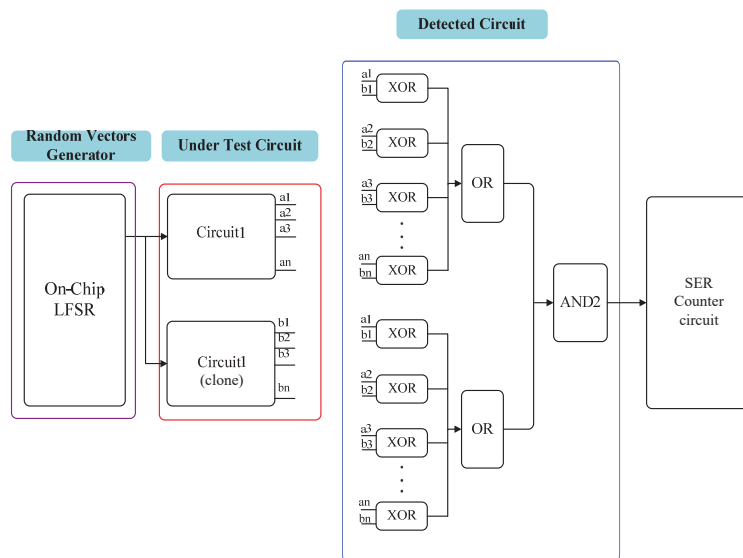 Detected Circuit
Random Vectors
Generator
Under Test Circuit
On-Chip
LFSR
Circuit1
a1
a2
a3
an
Circuit1
(clone)
b1
b2
b3
bn
a1
b1
XOR
a2
b2
XOR
a3
b3
XOR
an
bn
XOR
OR
a1
b1
XOR
a2
b2
XOR
a3
b3
XOR
an
bn
XOR
OR
AND2
SER
Counter
circuit